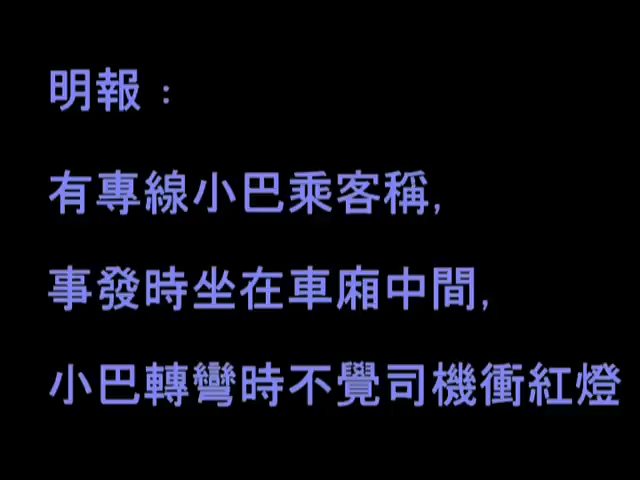 明報：
有專線小巴乘客稱,
事發時坐在車廂中間,
小巴轉彎時不覺司機衝紅燈